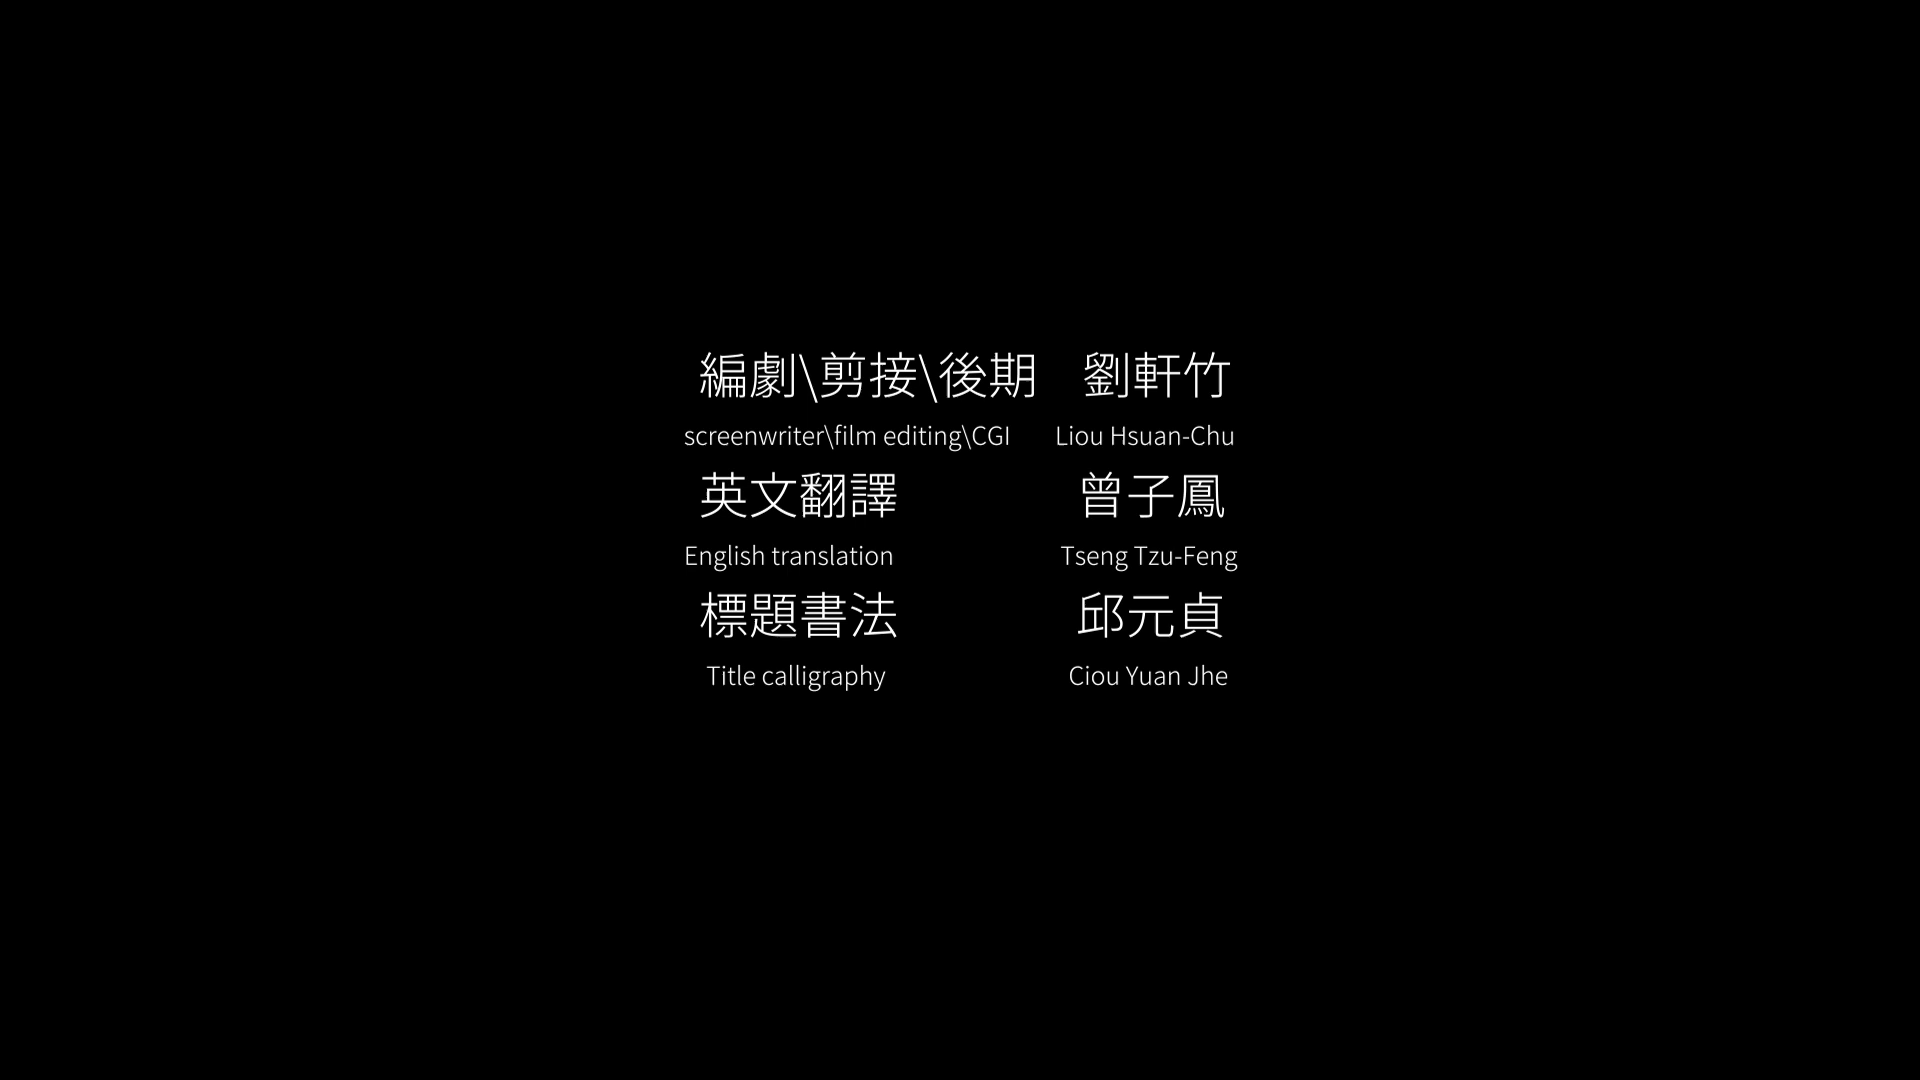 編劇\剪接\後期 劉軒竹
screenwriter\film editing\CGI Liou Hsuan-Chu
英文翻譯 曾子鳳
English translation Tseng Tzu-Feng
標題書法 邱元貞
Title calligraphy Ciou Yuan Jhe